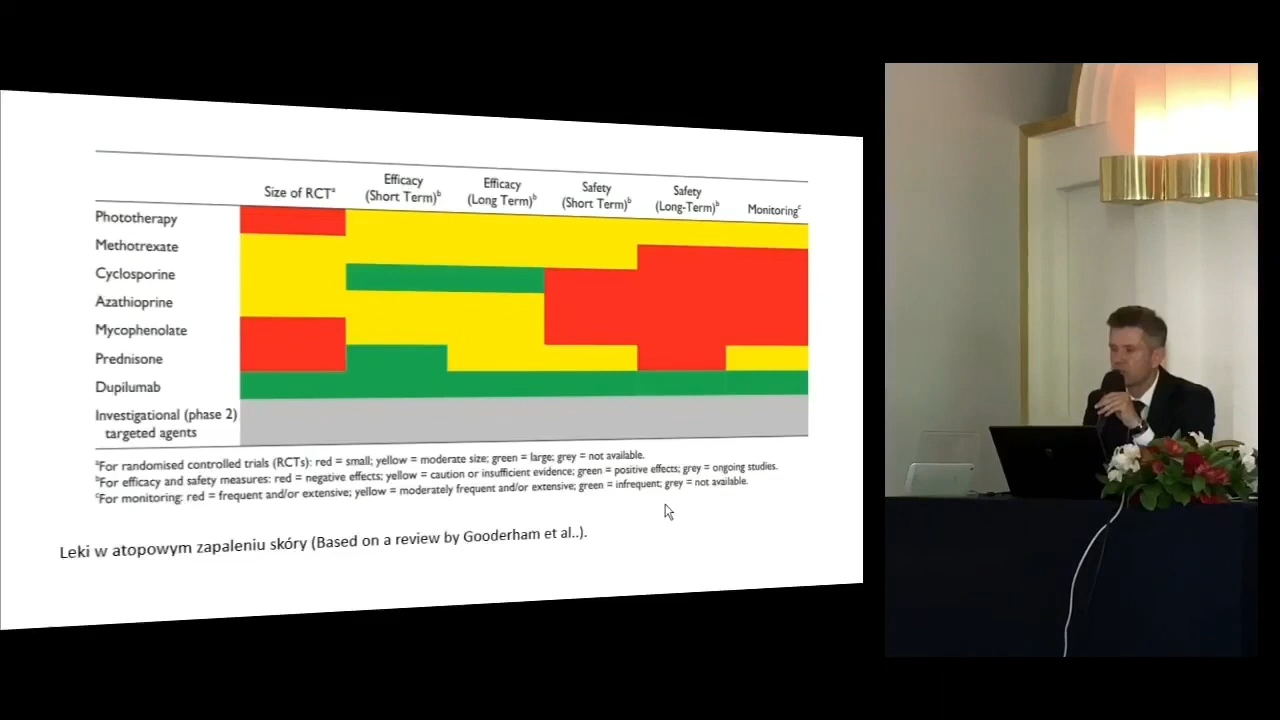 Size of RCTᵃ
Efficacy
(Short Term)ᵇ
Efficacy
(Long Term)ᵇ
Safety
(Short Term)ᵇ
Safety
(Long-Term)ᵇ
Monitoringᶜ
Phototherapy
Methotrexate
Cyclosporine
Azathioprine
Mycophenolate
Prednisone
Dupilumab
Investigational (phase 2)
targeted agents
ᵃFor randomised controlled trials (RCTs): red = small; yellow = moderate size; green = large; grey = not available.
ᵇFor efficacy and safety measures: red = negative effects; yellow = caution or insufficient evidence; green = positive effects; grey = ongoing studies.
ᶜFor monitoring: red = frequent and/or extensive; yellow = moderately frequent and/or extensive; green = infrequent; grey = not available.
Leki w atopowym zapaleniu skóry (Based on a review by Gooderham et al..).